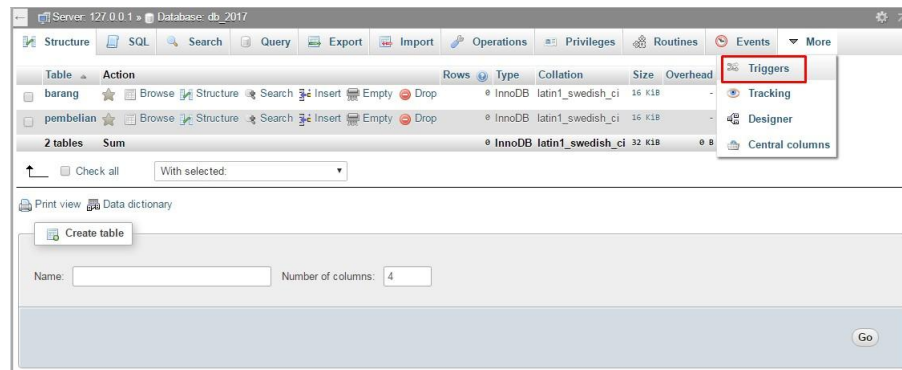 Server: 127.0.0.1 » Database: db_2017
Structure SQL Search Query Export Import Operations Privileges Routines Events More
Triggers
Tracking
Designer
Central columns
Table Action Rows Type Collation Size Overhead
barang Browse Structure Search Insert Empty Drop 0 InnoDB latin1_swedish_ci 16 KiB -
pembelian Browse Structure Search Insert Empty Drop 0 InnoDB latin1_swedish_ci 16 KiB -
2 tables Sum 0 InnoDB latin1_swedish_ci 32 KiB 0 B
Check all With selected:
Print view Data dictionary
Create table
Name: Number of columns: 4
Go